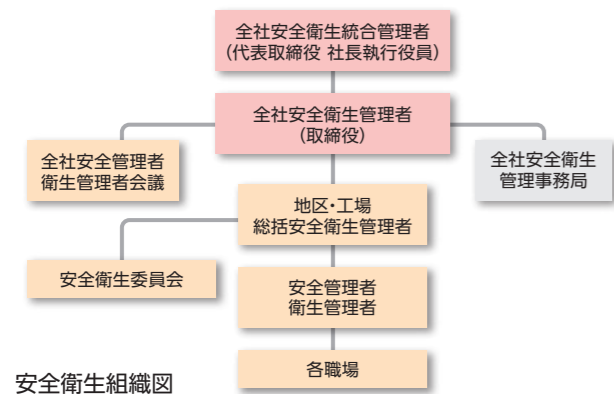 全社安全衛生統合管理者
(代表取締役 社長執行役員)
全社安全衛生管理者
(取締役)
全社安全管理者
衛生管理者会議
全社安全衛生
管理事務局
地区・工場
総括安全衛生管理者
安全衛生委員会
安全管理者
衛生管理者
各職場
安全衛生組織図